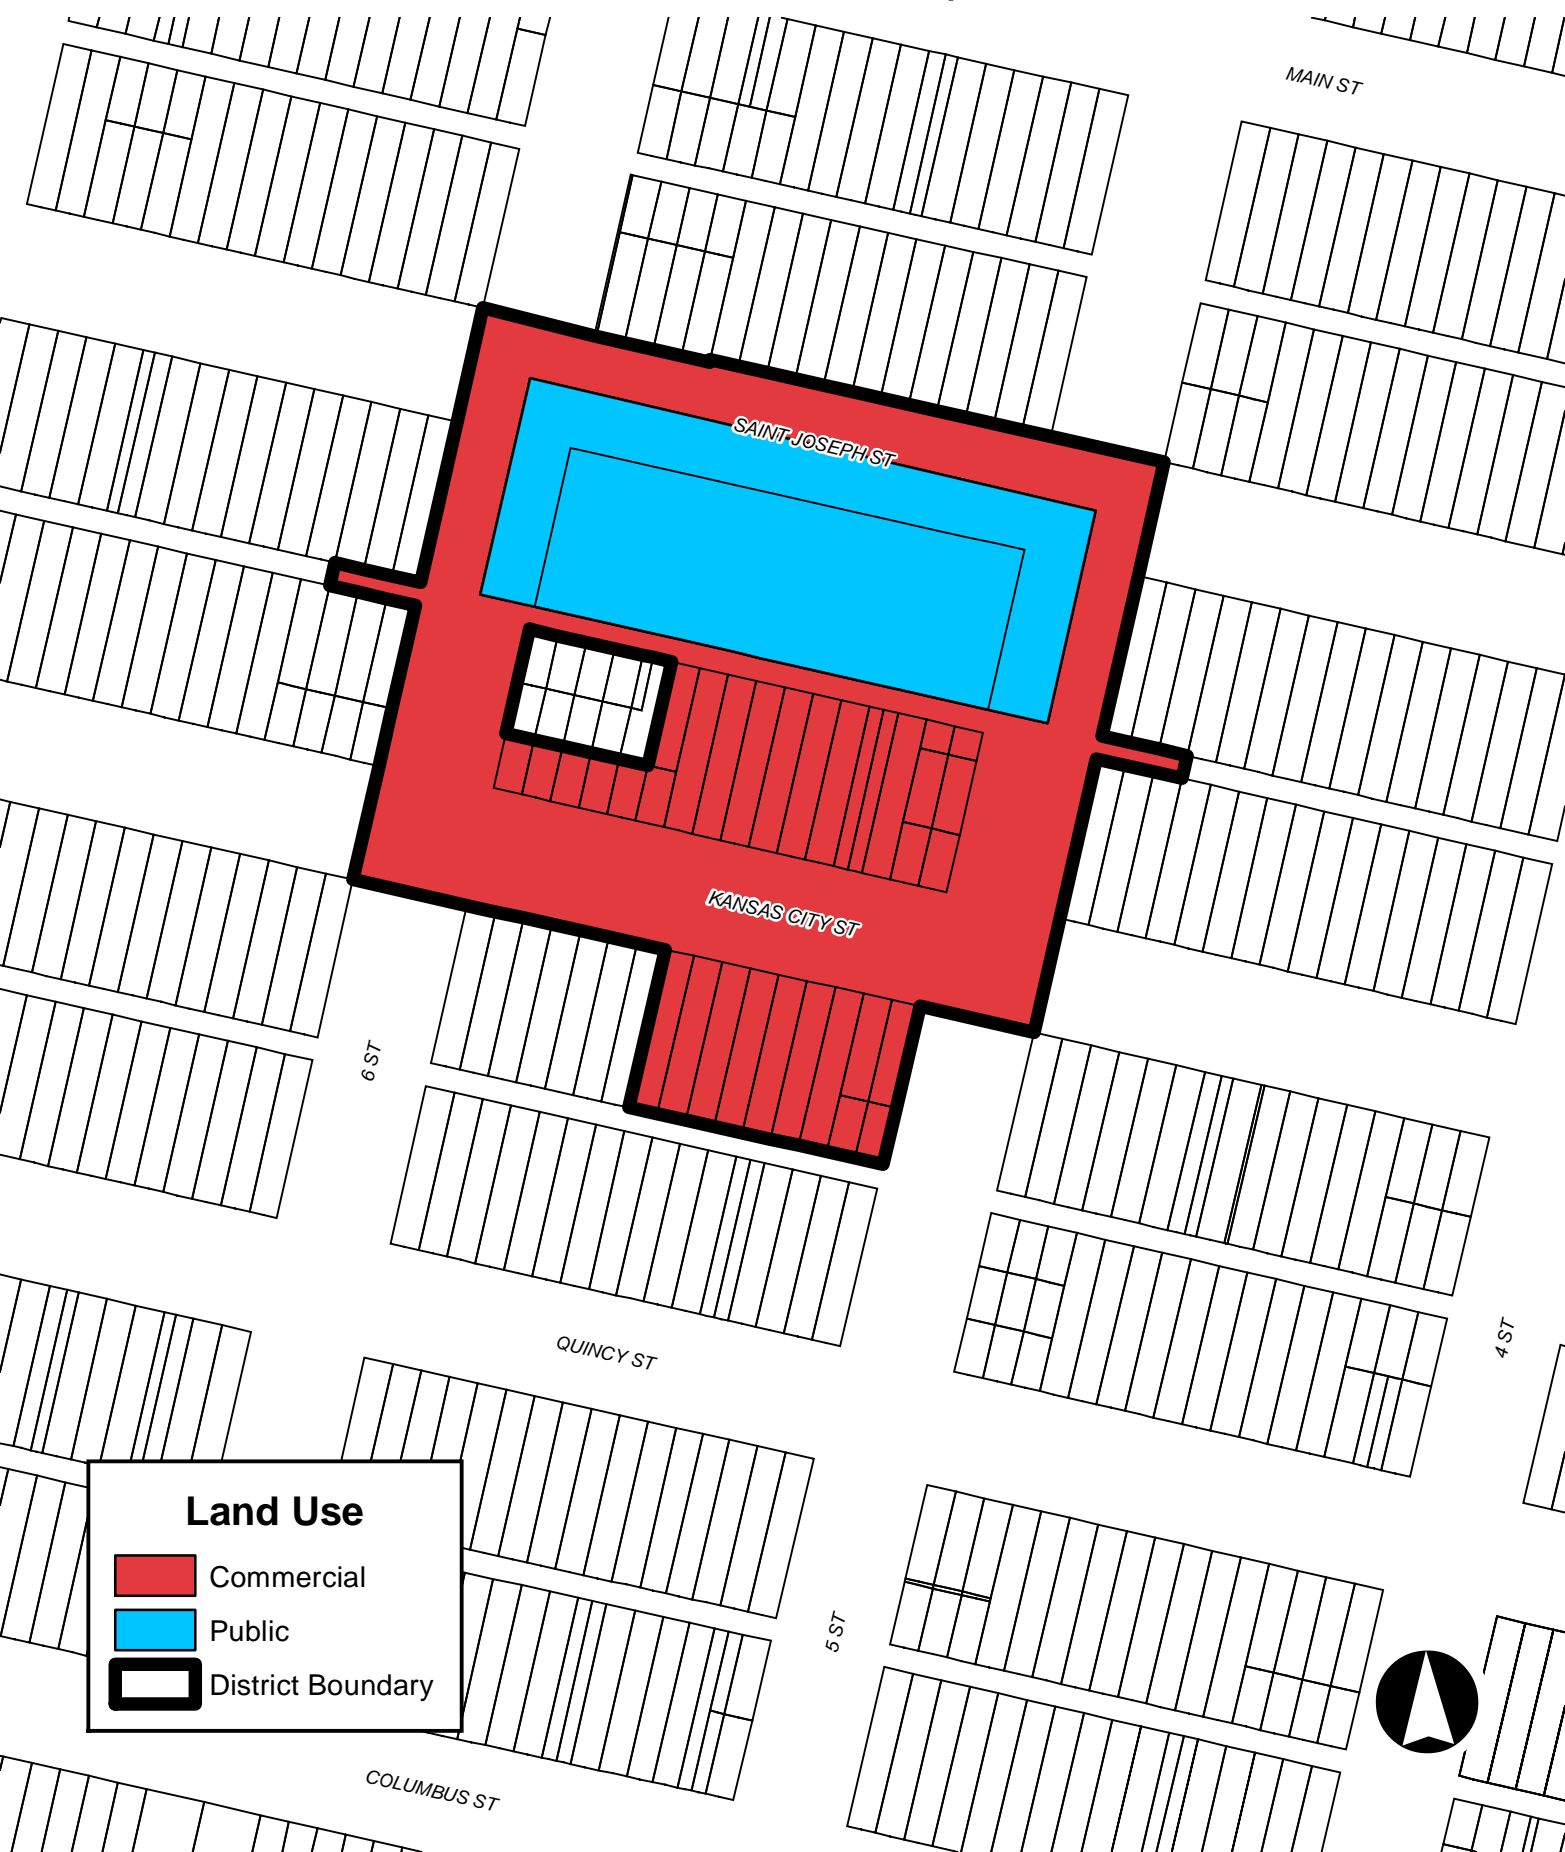 MAIN ST
SAINT JOSEPH ST
KANSAS CITY ST
6 ST
4 ST
QUINCY ST
5 ST
COLUMBUS ST
Land Use
Commercial
Public
District Boundary